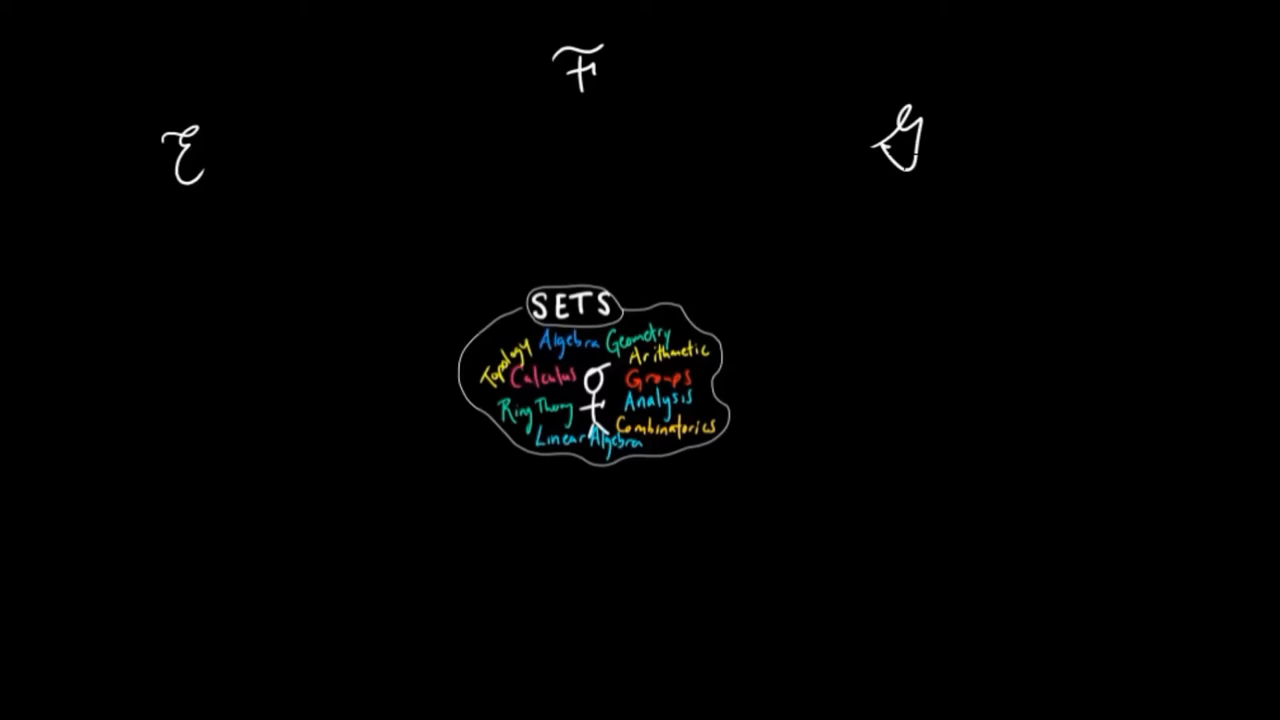 ℱ
ℰ
𝒢
SETS
Algebra Geometry
Topology Arithmetic
Calculus Groups
Ring Theory Analysis
Combinatorics
Linear Algebra